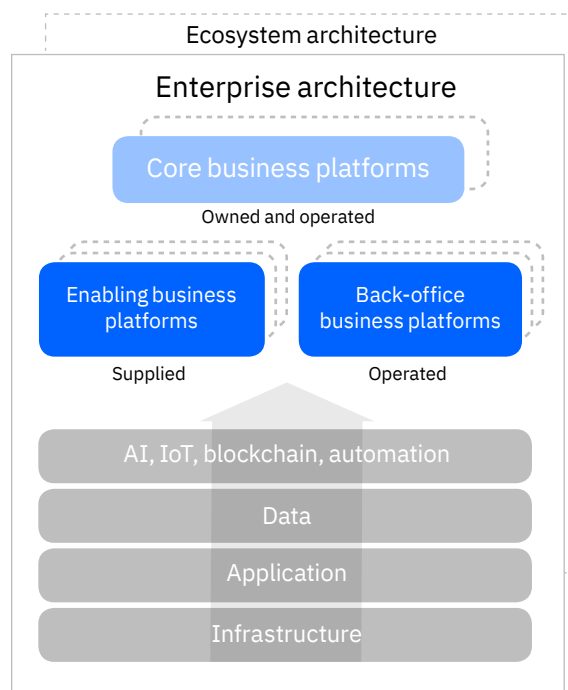 Ecosystem architecture
Enterprise architecture
Core business platforms
Owned and operated
Enabling business
platforms
Supplied
Back-office
business platforms
Operated
AI, IoT, blockchain, automation
Data
Application
Infrastructure